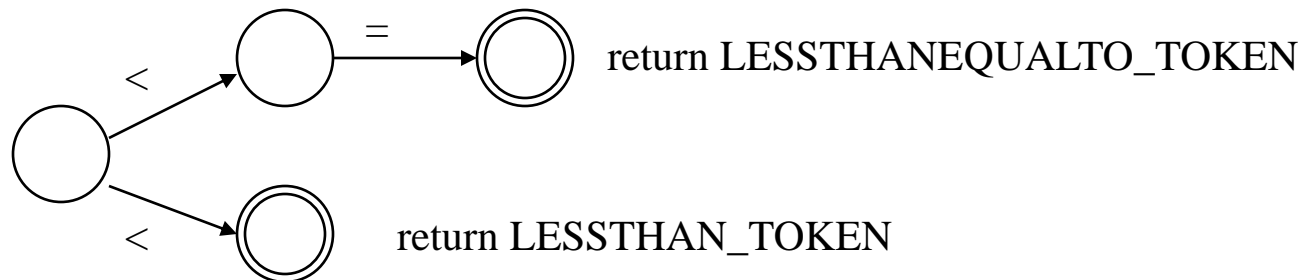 =
return LESSTHANEQUALTO_TOKEN
<
<
return LESSTHAN_TOKEN